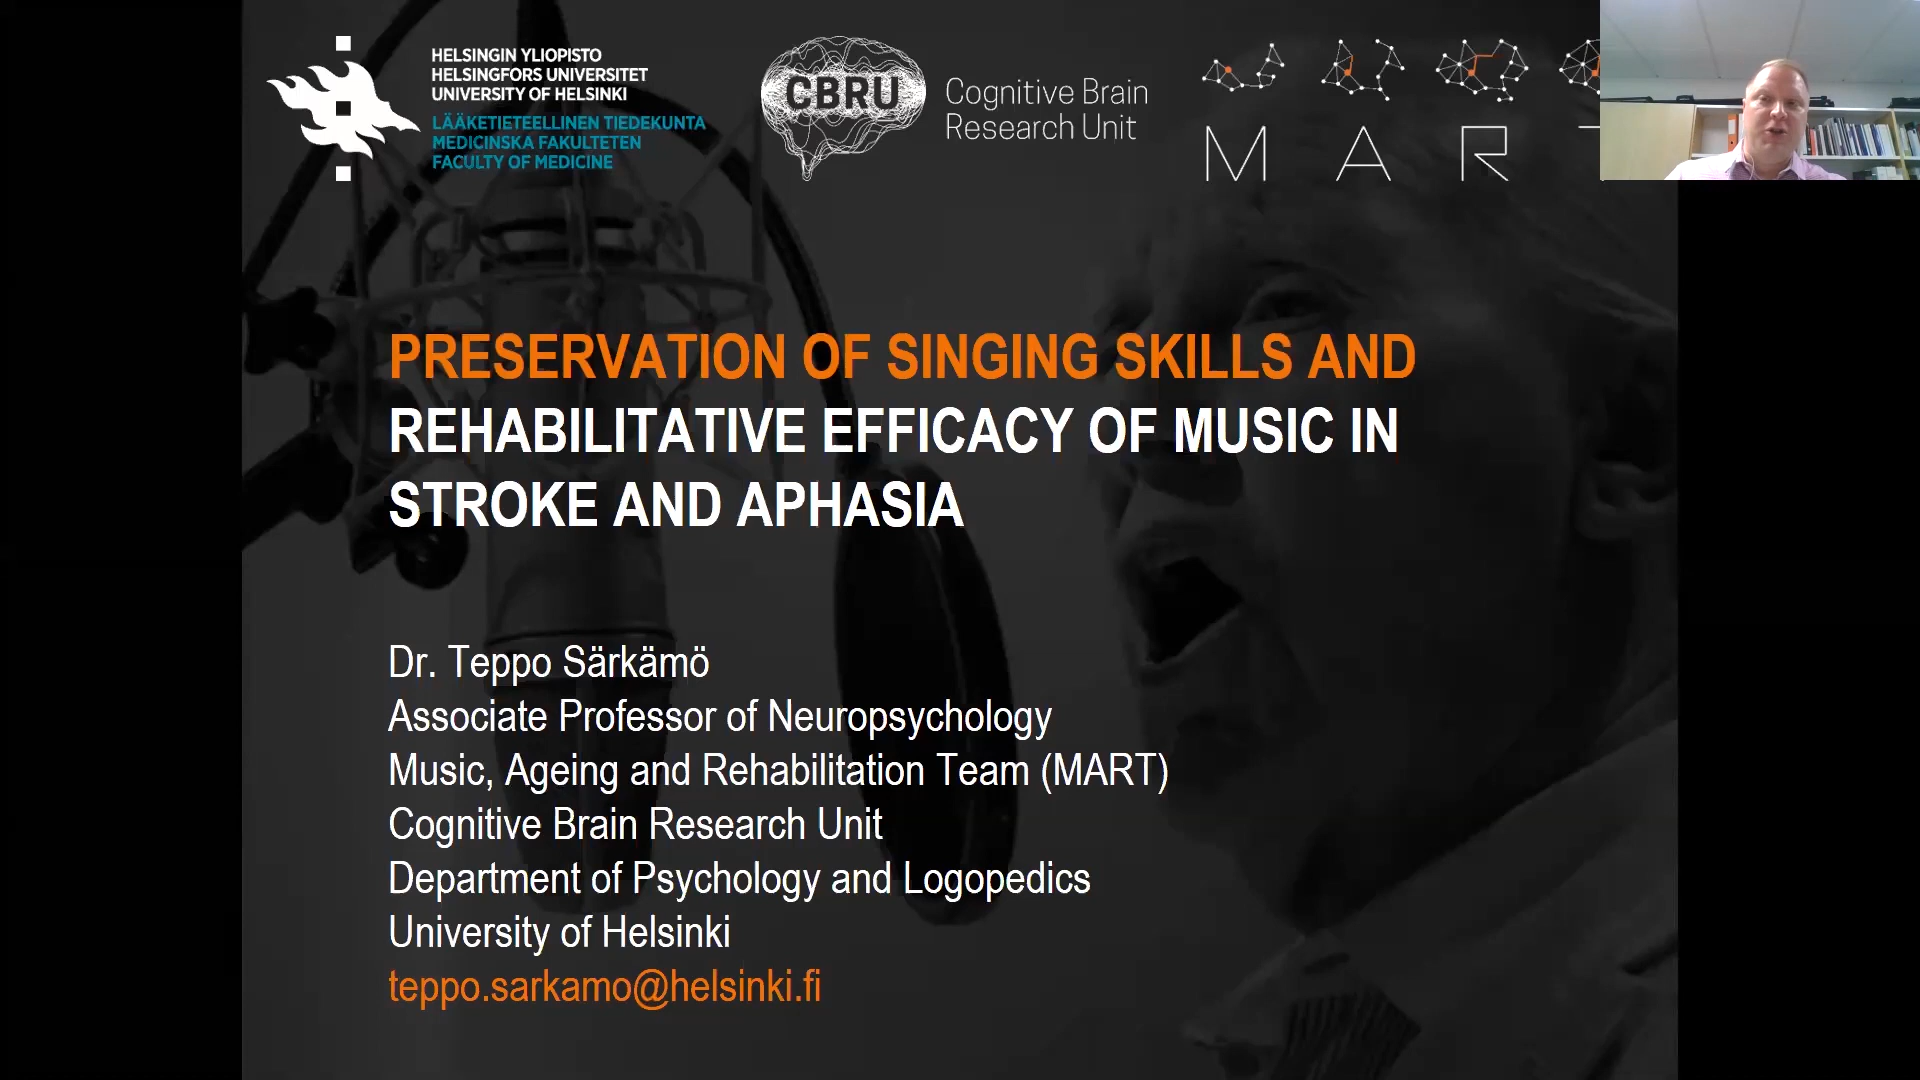 HELSINGIN YLIOPISTO
HELSINGFORS UNIVERSITET
UNIVERSITY OF HELSINKI
LÄÄKETIETEELLINEN TIEDEKUNTA
MEDICINSKA FAKULTETEN
FACULTY OF MEDICINE
CBRU
Cognitive Brain
Research Unit
M A R T
PRESERVATION OF SINGING SKILLS AND
REHABILITATIVE EFFICACY OF MUSIC IN
STROKE AND APHASIA
Dr. Teppo Särkämö
Associate Professor of Neuropsychology
Music, Ageing and Rehabilitation Team (MART)
Cognitive Brain Research Unit
Department of Psychology and Logopedics
University of Helsinki
teppo.sarkamo@helsinki.fi